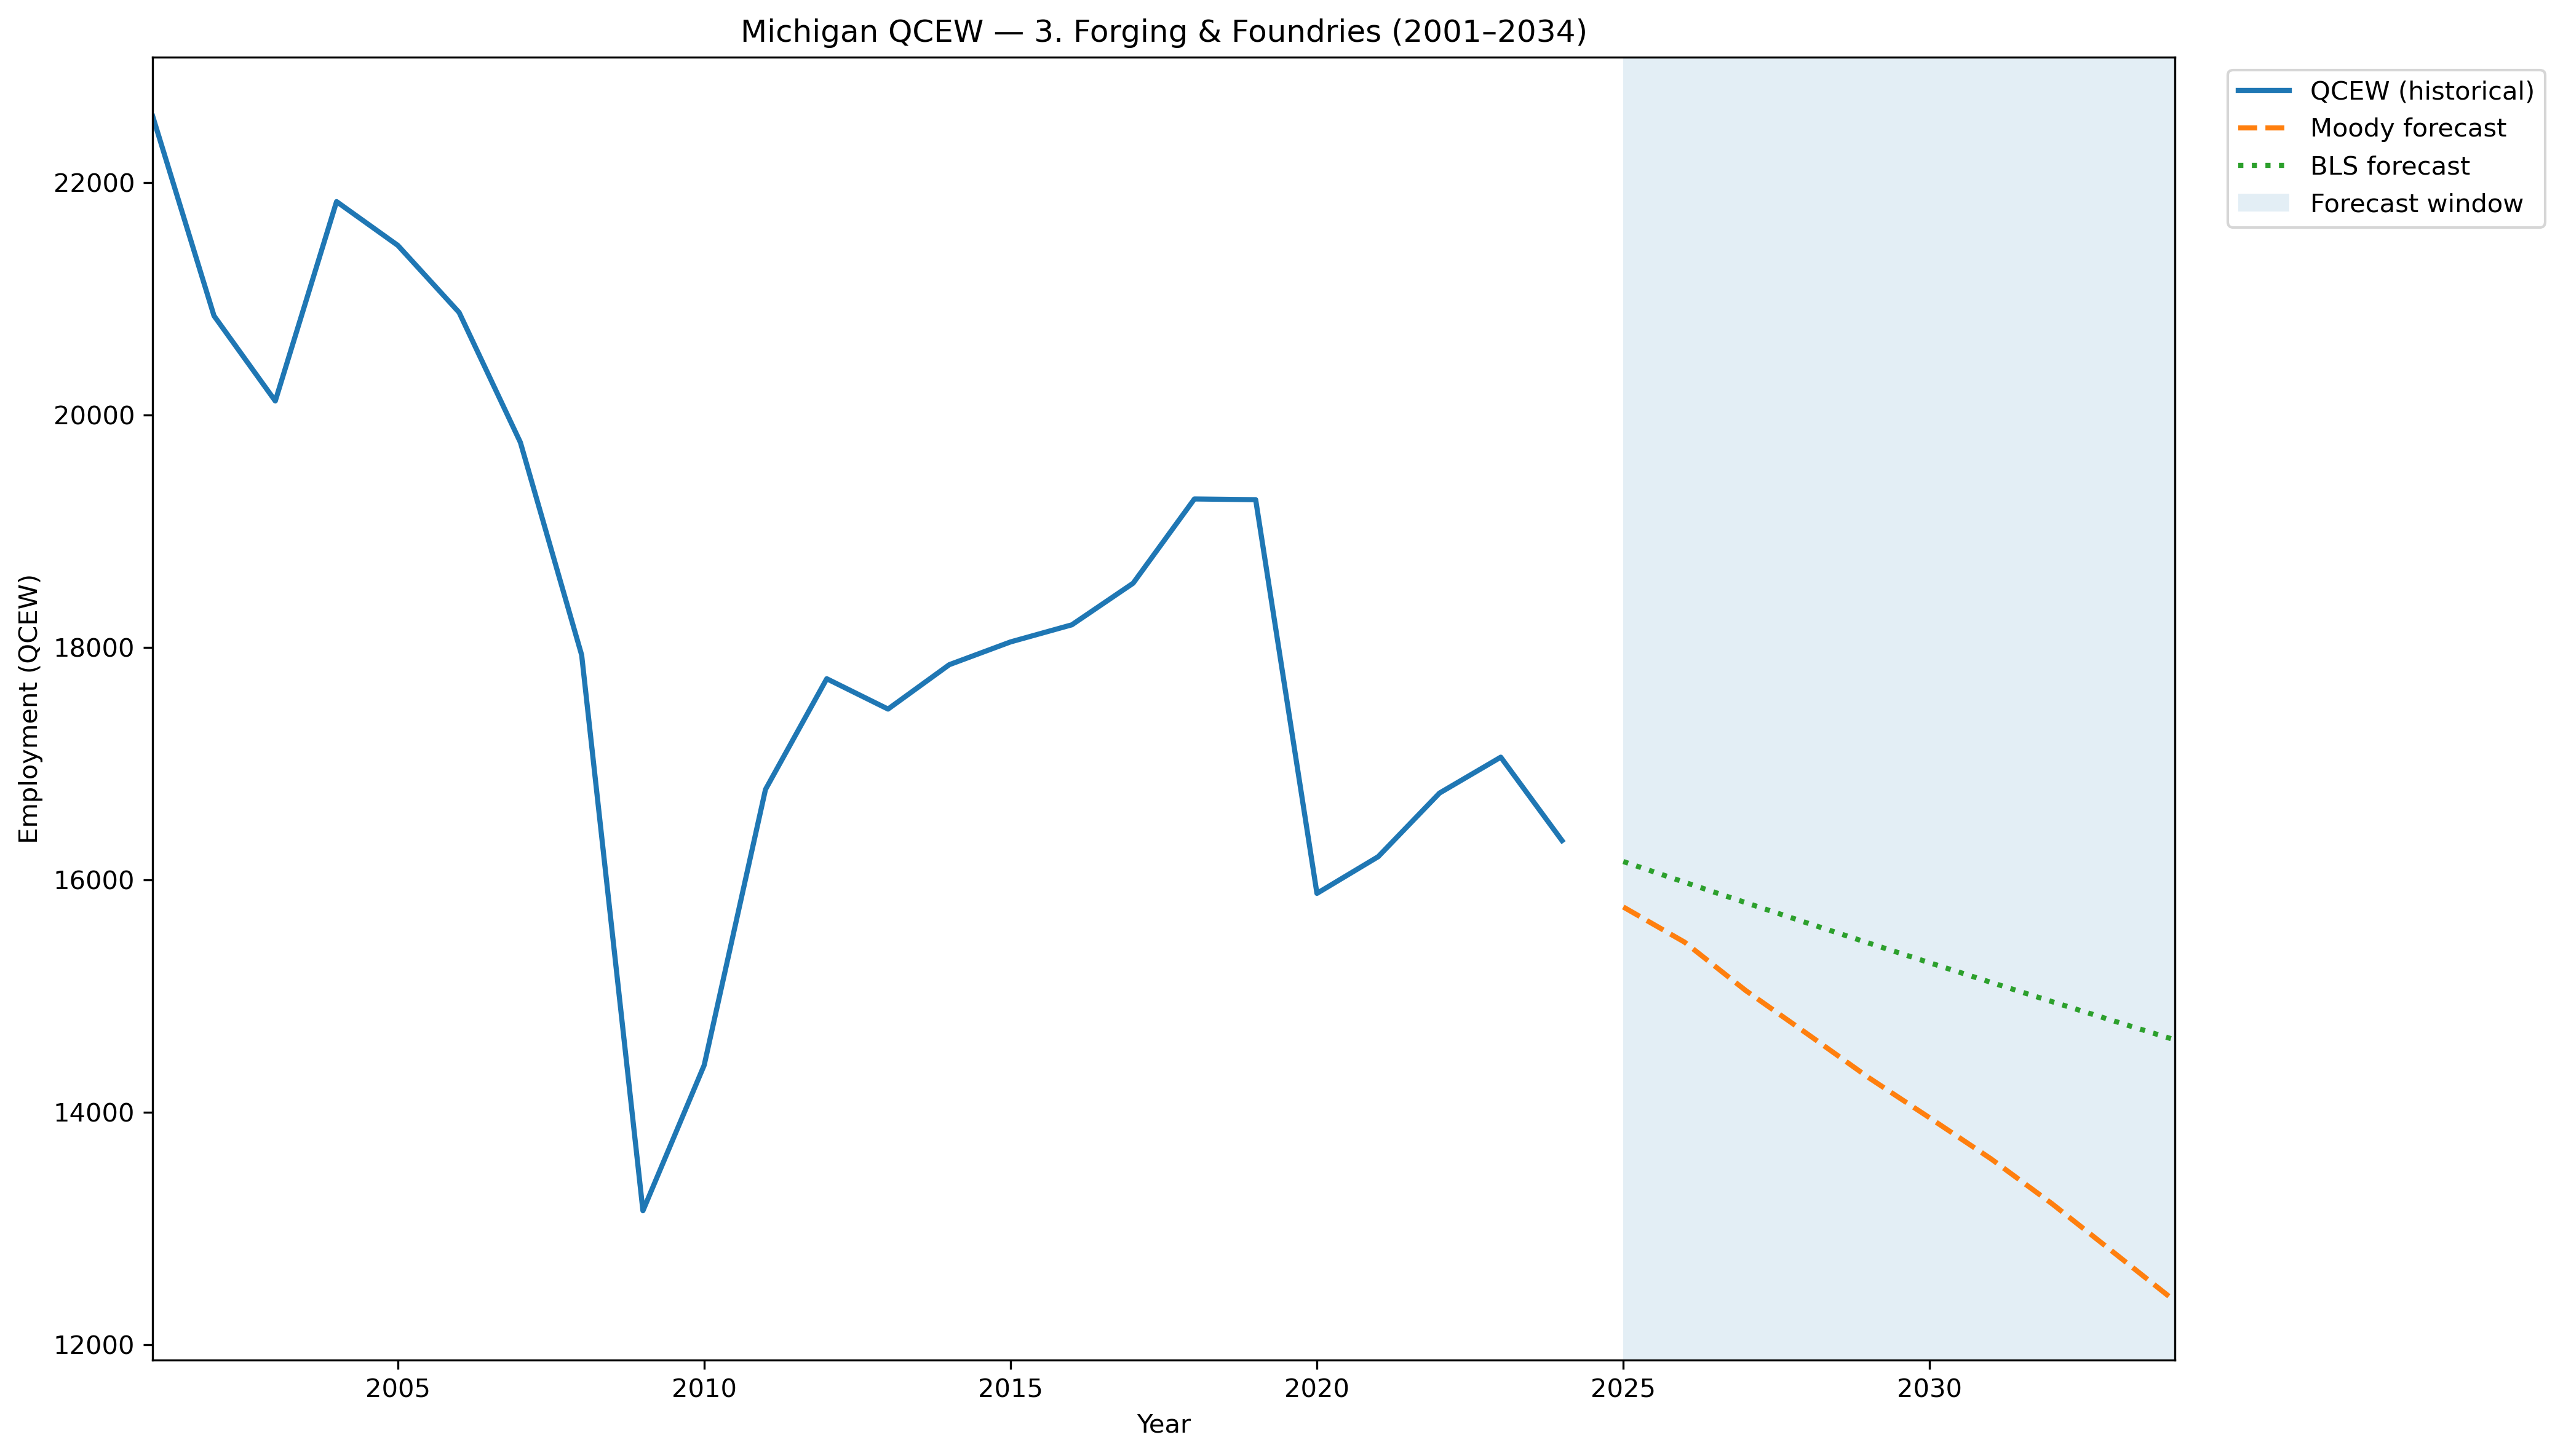 Michigan QCEW — 3. Forging & Foundries (2001–2034)
QCEW (historical)
Moody forecast
BLS forecast
Forecast window
Employment (QCEW)
22000
20000
18000
16000
14000
12000
2005
2010
2015
2020
2025
2030
Year